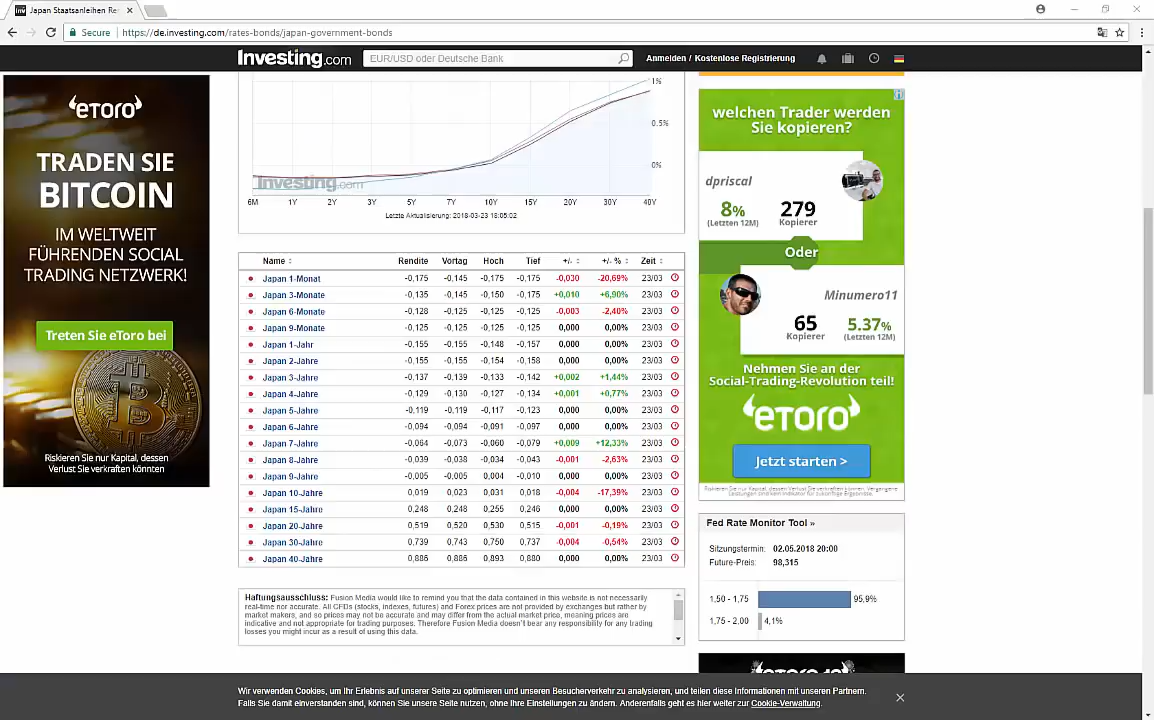 Japan Staatsanleihen Re
Secure
https://de.investing.com/rates-bonds/japan-government-bonds
Investing.com
EUR/USD oder Deutsche Bank
Anmelden / Kostenlose Registrierung
eToro
TRADEN SIE
BITCOIN
IM WELTWEIT
FÜHRENDEN SOCIAL
TRADING NETZWERK!
Treten Sie eToro bei
Riskieren Sie nur Kapital, dessen
Verlust Sie verkraften könnten
1%
0.5%
0%
Investing.com
6M 1Y 2Y 3Y 5Y 7Y 10Y 15Y 20Y 30Y 40Y
Letzte Aktualisierung: 2018-03-23 18:05:02
Name Rendite Vortag Hoch Tief +/- +/- % Zeit
Japan 1-Monat -0,175 -0,145 -0,175 -0,175 -0,030 -20,69% 23/03
Japan 3-Monate -0,135 -0,145 -0,150 -0,175 +0,010 +6,90% 23/03
Japan 6-Monate -0,128 -0,125 -0,125 -0,125 -0,003 -2,40% 23/03
Japan 9-Monate -0,125 -0,125 -0,125 -0,125 0,000 0,00% 23/03
Japan 1-Jahr -0,155 -0,155 -0,148 -0,157 0,000 0,00% 23/03
Japan 2-Jahre -0,155 -0,155 -0,154 -0,158 0,000 0,00% 23/03
Japan 3-Jahre -0,137 -0,139 -0,133 -0,142 +0,002 +1,44% 23/03
Japan 4-Jahre -0,129 -0,130 -0,127 -0,134 +0,001 +0,77% 23/03
Japan 5-Jahre -0,119 -0,119 -0,117 -0,123 0,000 0,00% 23/03
Japan 6-Jahre -0,094 -0,094 -0,091 -0,097 0,000 0,00% 23/03
Japan 7-Jahre -0,064 -0,073 -0,060 -0,079 +0,009 +12,33% 23/03
Japan 8-Jahre -0,039 -0,038 -0,034 -0,043 -0,001 -2,63% 23/03
Japan 9-Jahre -0,005 -0,005 0,004 -0,010 0,000 0,00% 23/03
Japan 10-Jahre 0,019 0,023 0,031 0,018 -0,004 -17,39% 23/03
Japan 15-Jahre 0,248 0,248 0,255 0,246 0,000 0,00% 23/03
Japan 20-Jahre 0,519 0,520 0,530 0,515 -0,001 -0,19% 23/03
Japan 30-Jahre 0,739 0,743 0,750 0,737 -0,004 -0,54% 23/03
Japan 40-Jahre 0,886 0,886 0,893 0,880 0,000 0,00% 23/03
Haftungsausschluss: Fusion Media would like to remind you that the data contained in this website is not necessarily
real-time nor accurate. All CFDs (stocks, indexes, futures) and Forex prices are not provided by exchanges but rather by
market makers, and so prices may not be accurate and may differ from the actual market price, meaning prices are
indicative and not appropriate for trading purposes. Therefore Fusion Media doesn't bear any responsibility for any trading
losses you might incur as a result of using this data.
welchen Trader werden
Sie kopieren?
dpriscal
8% 279
(Letzten 12M) Kopierer
Oder
Minumero11
65 5.37%
Kopierer (Letzten 12M)
Nehmen Sie an der
Social-Trading-Revolution teil!
eToro
Jetzt starten >
Riskieren Sie nur Kapital, dessen Verlust Sie verkraften können. Vergangene
Leistungen sind kein Indikator für zukünftige Ergebnisse.
Fed Rate Monitor Tool »
Sitzungstermin: 02.05.2018 20:00
Future-Preis: 98,315
1,50 - 1,75 95,9%
1,75 - 2,00 4,1%
Wir verwenden Cookies, um Ihr Erlebnis auf unserer Seite zu optimieren und unseren Besucherverkehr zu analysieren, und teilen diese Informationen mit unseren Partnern.
Falls Sie damit einverstanden sind, können Sie unsere Seite nutzen, ohne Ihre Einstellungen zu ändern. Anderenfalls geht es hier weiter zur Cookie-Verwaltung.